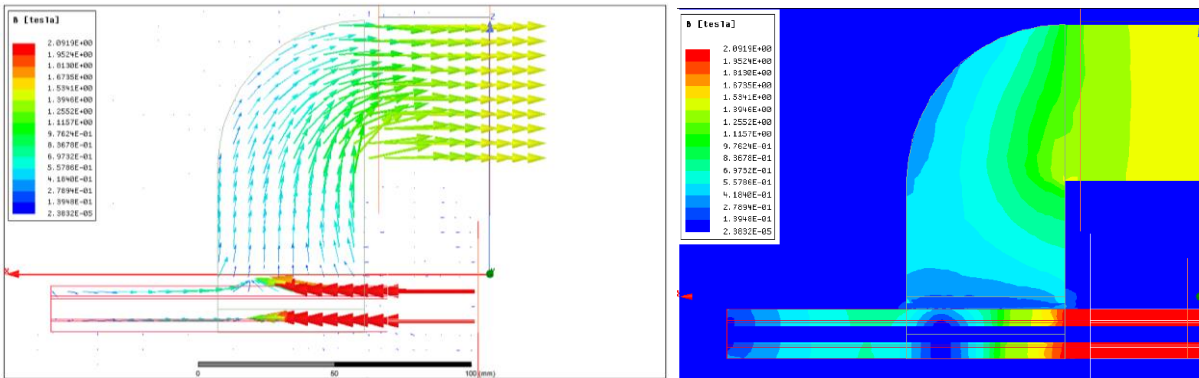 B [tesla]
2.0919E+00
1.9524E+00
1.8130E+00
1.6735E+00
1.5341E+00
1.3946E+00
1.2552E+00
1.1157E+00
9.7624E-01
8.3678E-01
6.9732E-01
5.5786E-01
4.1840E-01
2.7894E-01
1.3948E-01
2.3832E-05
Z
X
0
50
100 (mm)
B [tesla]
2.0919E+00
1.9524E+00
1.8130E+00
1.6735E+00
1.5341E+00
1.3946E+00
1.2552E+00
1.1157E+00
9.7624E-01
8.3678E-01
6.9732E-01
5.5786E-01
4.1840E-01
2.7894E-01
1.3948E-01
2.3832E-05